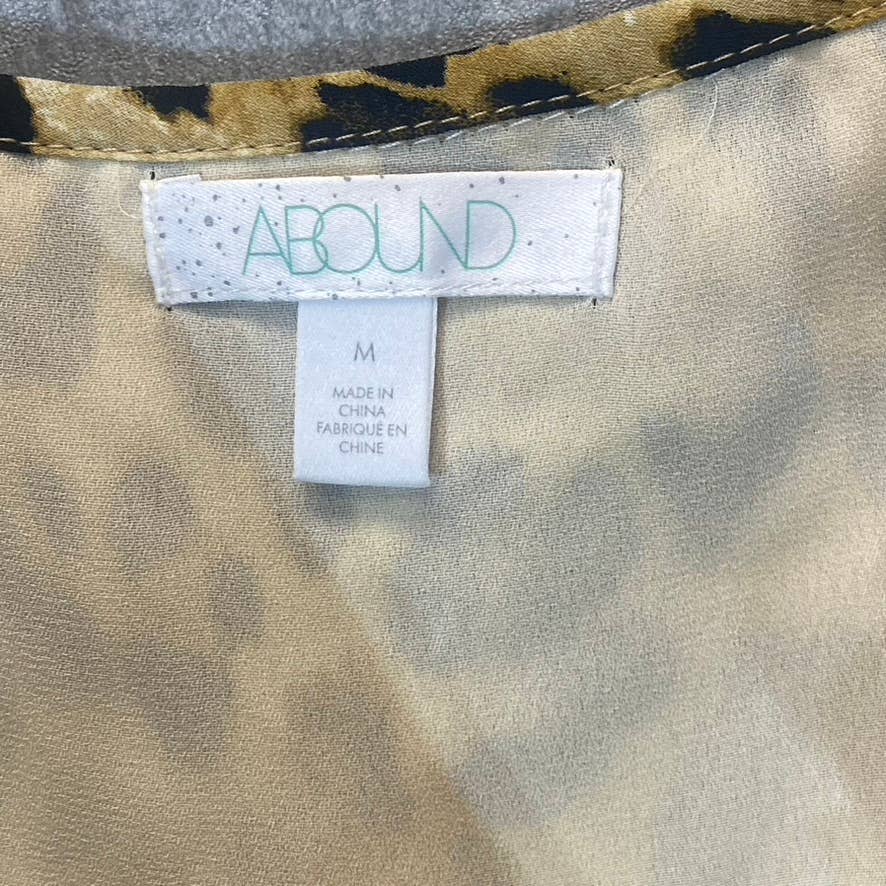 ABOUND
M
MADE IN
CHINA
FABRIQUÉ EN
CHINE